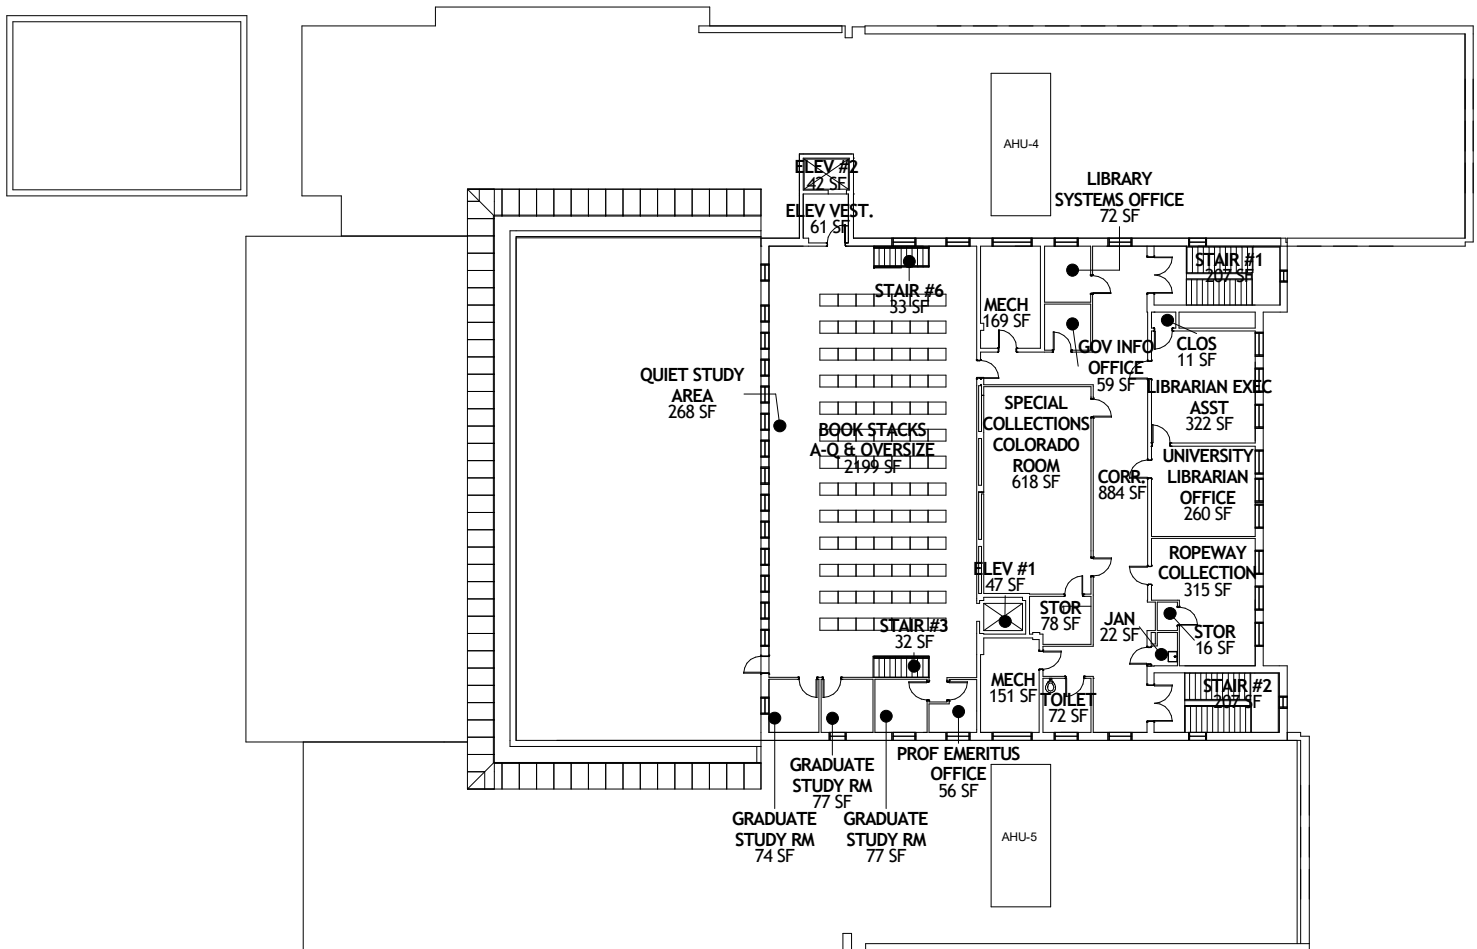 AHU-4
ELEV #2
42 SF
LIBRARY
SYSTEMS OFFICE
72 SF
ELEV VEST.
61 SF
STAIR #1
207 SF
STAIR #6
33 SF
MECH
169 SF
GOV INFO
OFFICE
59 SF
CLOS
11 SF
QUIET STUDY
AREA
268 SF
LIBRARIAN EXEC
ASST
322 SF
SPECIAL
COLLECTIONS
COLORADO
ROOM
618 SF
BOOK STACKS
A-Q & OVERSIZE
2199 SF
CORR.
884 SF
UNIVERSITY
LIBRARIAN
OFFICE
260 SF
ROPEWAY
COLLECTION
315 SF
ELEV #1
47 SF
STOR
78 SF
JAN
22 SF
STOR
16 SF
STAIR #3
32 SF
MECH
151 SF
TOILET
72 SF
STAIR #2
207 SF
PROF EMERITUS
OFFICE
56 SF
GRADUATE
STUDY RM
77 SF
GRADUATE
STUDY RM
74 SF
GRADUATE
STUDY RM
77 SF
AHU-5